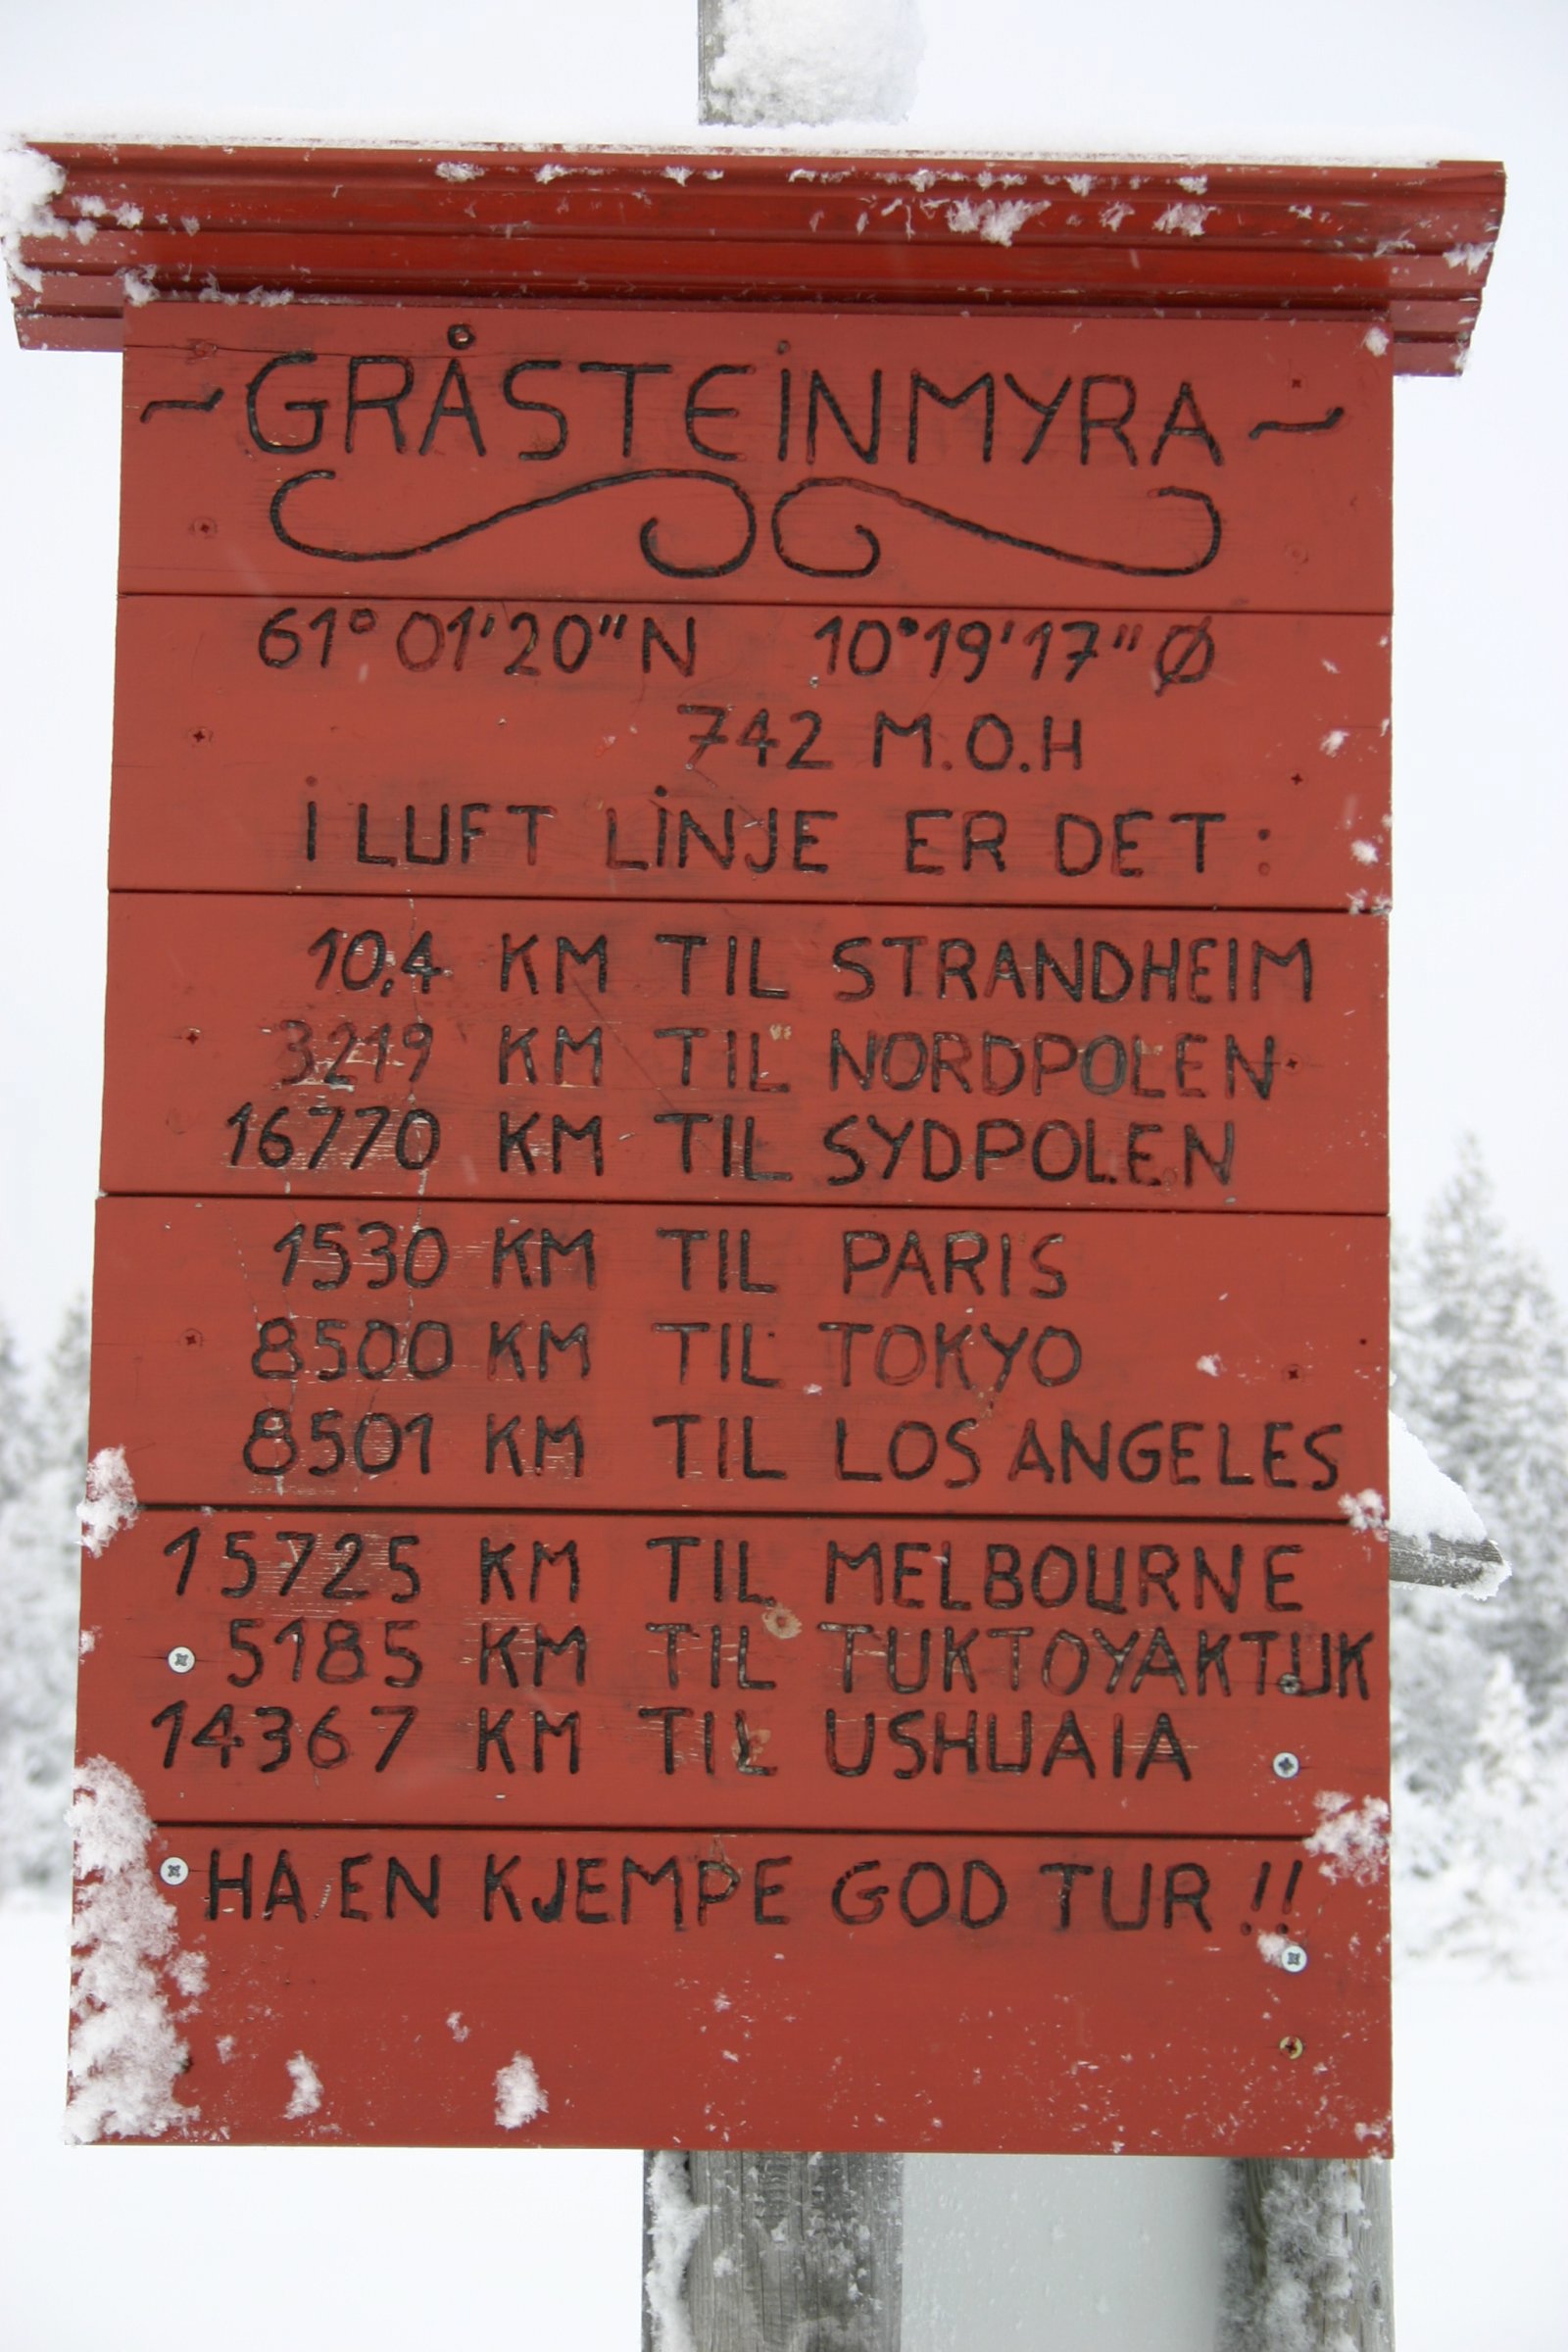 ~ GRÅSTEINMYRA ~
61° 01'20"N 10°19'17"Ø
742 M.O.H
I LUFT LINJE ER DET:
10,4 KM TIL STRANDHEIM
3219 KM TIL NORDPOLEN
16770 KM TIL SYDPOLEN
1530 KM TIL PARIS
8500 KM TIL TOKYO
8501 KM TIL LOS ANGELES
15725 KM TIL MELBOURNE
5185 KM TIL TUKTOYAKTUK
14367 KM TIL USHUAIA
HA EN KJEMPE GOD TUR !!